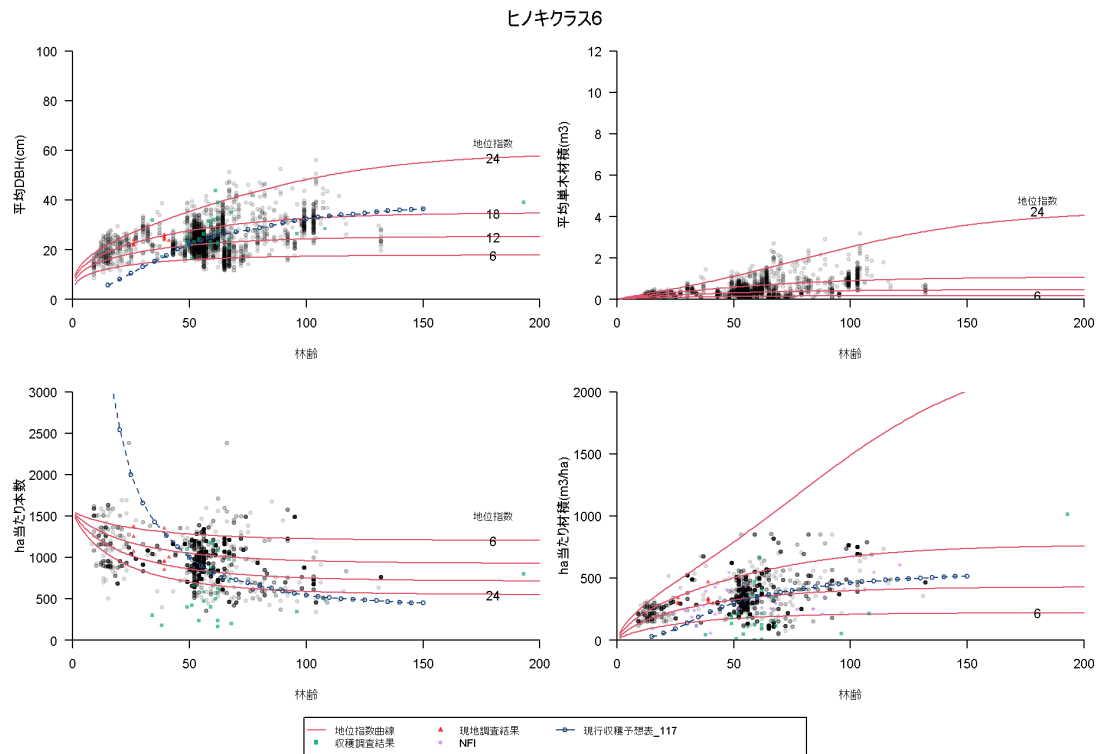 ヒノキクラス6
平均DBH(cm)
100
80
60
40
20
0
地位指数
24
18
12
6
0 50 100 150 200
林齢
平均単木材積(m3)
12
10
8
6
4
2
0
地位指数
24
6
0 50 100 150 200
林齢
ha当たり本数
3000
2500
2000
1500
1000
500
0
地位指数
6
24
0 50 100 150 200
林齢
ha当たり材積(m3/ha)
2000
1500
1000
500
0
6
0 50 100 150 200
林齢
地位指数曲線 現地調査結果 現行収穫予想表_117
収穫調査結果 NFI